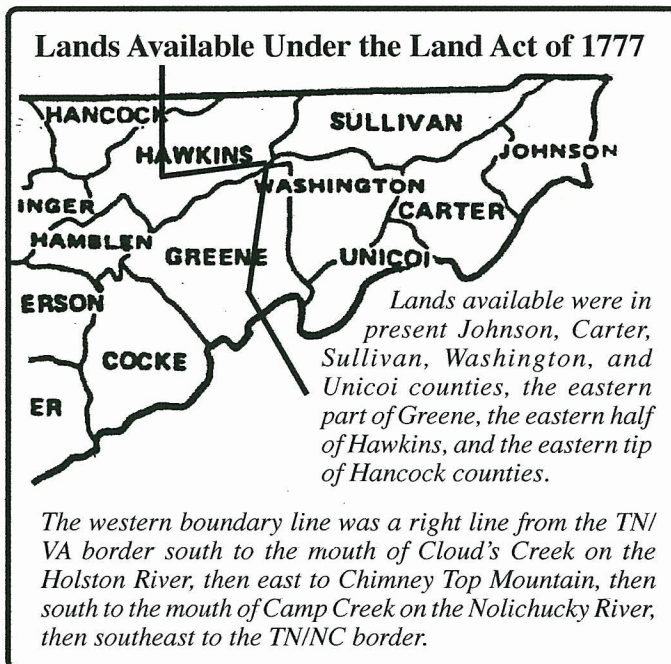 Lands Available Under the Land Act of 1777
HANCOCK
SULLIVAN
HAWKINS
JOHNSON
WASHINGTON
INGER
CARTER
HAMBLEN
GREENE
UNICOI
ERSON
COCKE
ER
Lands available were in
present Johnson, Carter,
Sullivan, Washington, and
Unicoi counties, the eastern
part of Greene, the eastern half
of Hawkins, and the eastern tip
of Hancock counties.
The western boundary line was a right line from the TN/
VA border south to the mouth of Cloud's Creek on the
Holston River, then east to Chimney Top Mountain, then
south to the mouth of Camp Creek on the Nolichucky River,
then southeast to the TN/NC border.